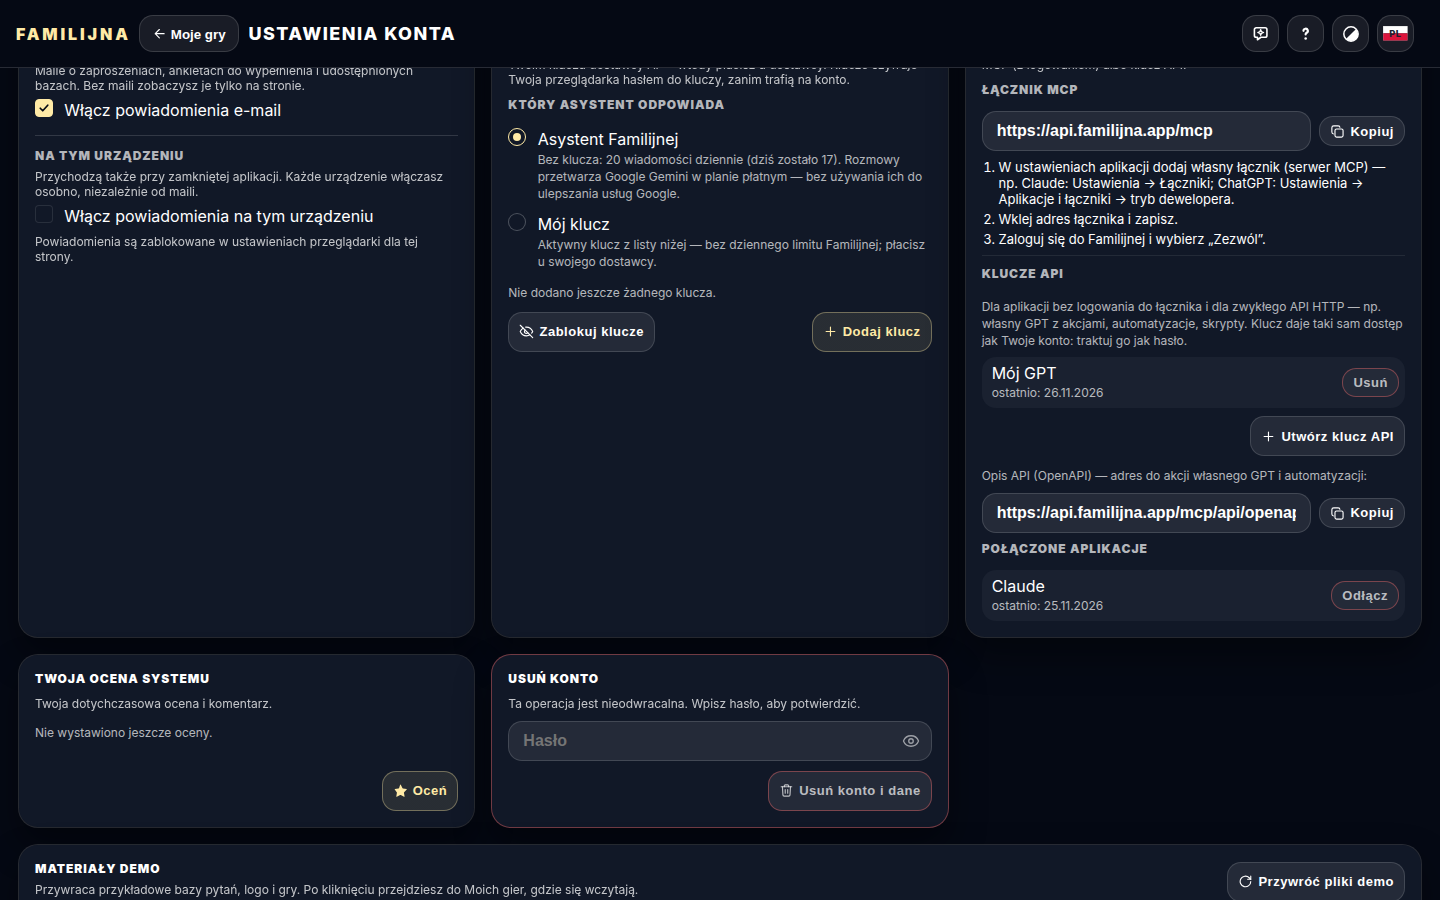 FAMILIJNA
Moje gry
USTAWIENIA KONTA
?
PL
Maile o zaproszeniach, ankietach do wypełnienia i udostępnionych
bazach. Bez maili zobaczysz je tylko na stronie.
Włącz powiadomienia e-mail
NA TYM URZĄDZENIU
Przychodzą także przy zamkniętej aplikacji. Każde urządzenie włączasz
osobno, niezależnie od maili.
Włącz powiadomienia na tym urządzeniu
Powiadomienia są zablokowane w ustawieniach przeglądarki dla tej
strony.
Twoja przeglądarka hasłem do kluczy, zanim trafią na konto.
KTÓRY ASYSTENT ODPOWIADA
Asystent Familijnej
Bez klucza: 20 wiadomości dziennie (dziś zostało 17). Rozmowy
przetwarza Google Gemini w planie płatnym — bez używania ich do
ulepszania usług Google.
Mój klucz
Aktywny klucz z listy niżej — bez dziennego limitu Familijnej; płacisz
u swojego dostawcy.
Nie dodano jeszcze żadnego klucza.
Zablokuj klucze
Dodaj klucz
ŁĄCZNIK MCP
https://api.familijna.app/mcp
Kopiuj
1. W ustawieniach aplikacji dodaj własny łącznik (serwer MCP) —
np. Claude: Ustawienia → Łączniki; ChatGPT: Ustawienia →
Aplikacje i łączniki → tryb dewelopera.
2. Wklej adres łącznika i zapisz.
3. Zaloguj się do Familijnej i wybierz „Zezwól”.
KLUCZE API
Dla aplikacji bez logowania do łącznika i dla zwykłego API HTTP — np.
własny GPT z akcjami, automatyzacje, skrypty. Klucz daje taki sam dostęp
jak Twoje konto: traktuj go jak hasło.
Mój GPT
ostatnio: 26.11.2026
Usuń
Utwórz klucz API
Opis API (OpenAPI) — adres do akcji własnego GPT i automatyzacji:
https://api.familijna.app/mcp/api/openap
Kopiuj
POŁĄCZONE APLIKACJE
Claude
ostatnio: 25.11.2026
Odłącz
TWOJA OCENA SYSTEMU
Twoja dotychczasowa ocena i komentarz.
Nie wystawiono jeszcze oceny.
Oceń
USUŃ KONTO
Ta operacja jest nieodwracalna. Wpisz hasło, aby potwierdzić.
Hasło
Usuń konto i dane
MATERIAŁY DEMO
Przywraca przykładowe bazy pytań, logo i gry. Po kliknięciu przejdziesz do Moich gier, gdzie się wczytają.
Przywróć pliki demo